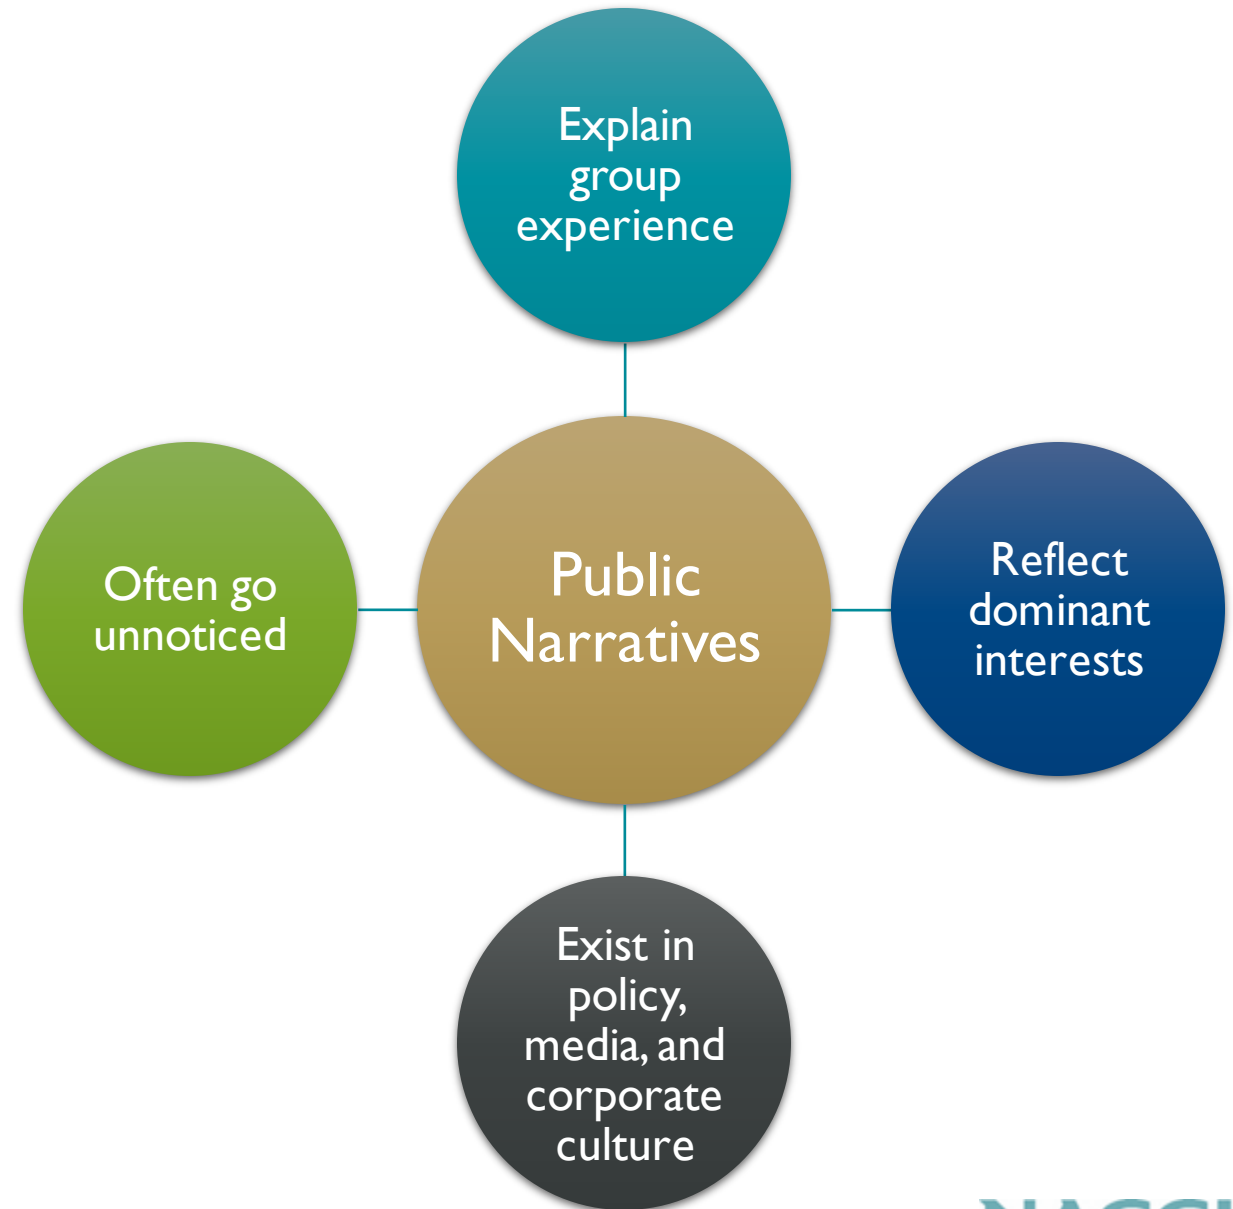 Explain
group
experience
Often go
unnoticed
Public
Narratives
Reflect
dominant
interests
Exist in
policy,
media, and
corporate
culture